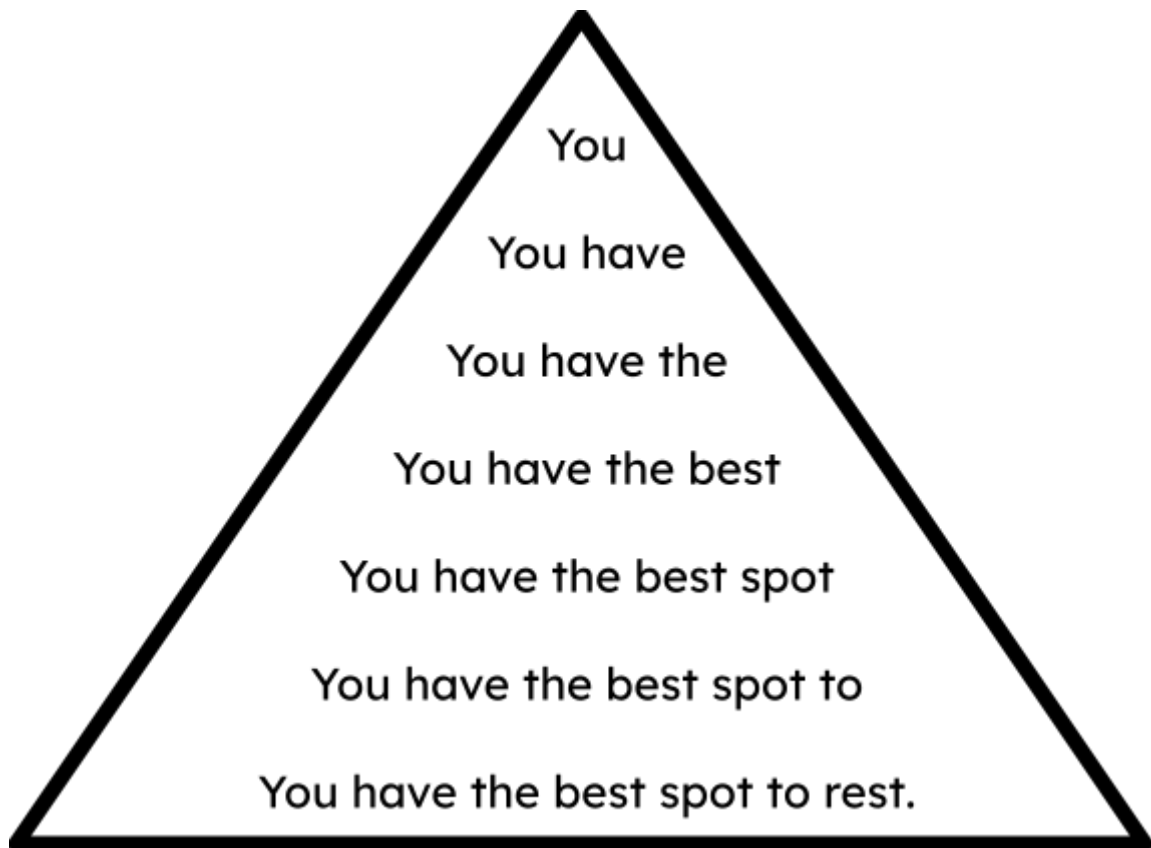 You
You have
You have the
You have the best
You have the best spot
You have the best spot to
You have the best spot to rest.